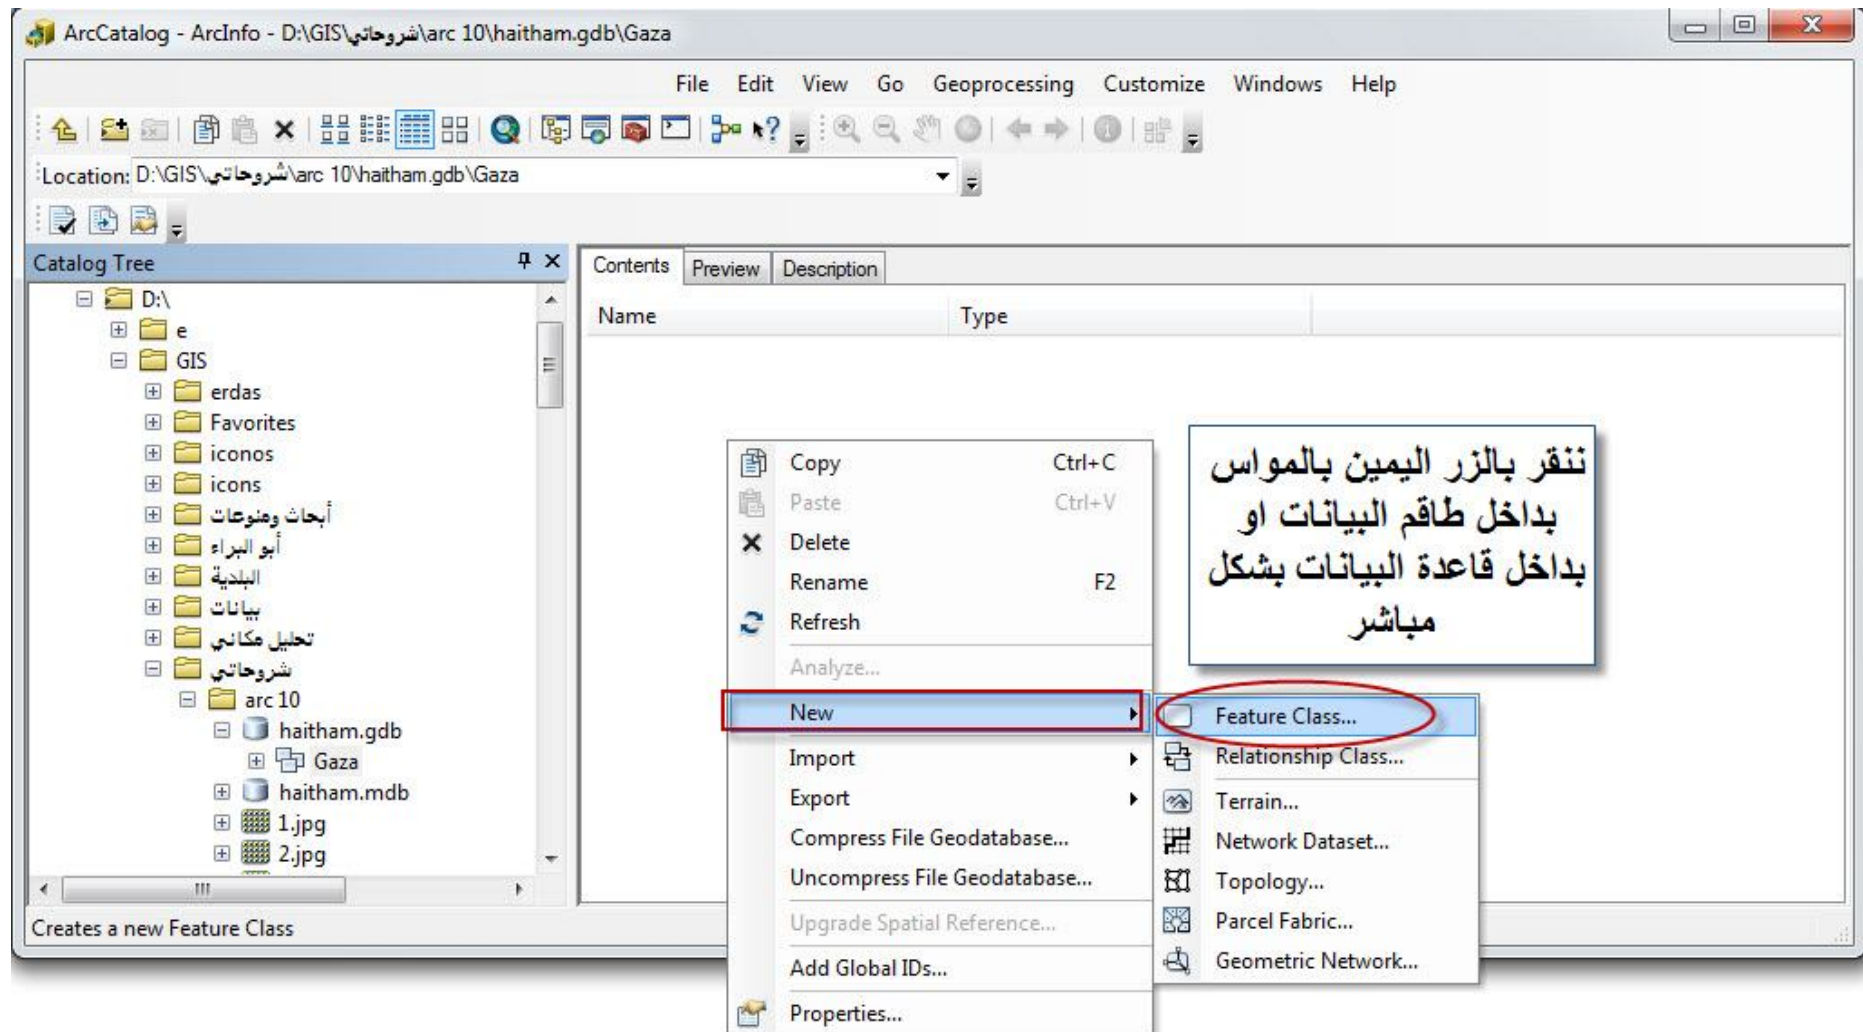 ArcCatalog - ArcInfo - D:\GIS\شروحاتي\arc 10\haitham.gdb\Gaza
File Edit View Go Geoprocessing Customize Windows Help
Location: D:\GIS\شروحاتي\arc 10\haitham.gdb\Gaza
Catalog Tree
D:\
e
GIS
erdas
Favorites
iconos
icons
أبحاث ومنوعات
أبو البراء
البلدية
بيانات
تحليل مكاني
شروحاتي
arc 10
haitham.gdb
Gaza
haitham.mdb
1.jpg
2.jpg
Contents Preview Description
Name Type
Copy Ctrl+C
Paste Ctrl+V
Delete
Rename F2
Refresh
Analyze...
New
Import
Export
Compress File Geodatabase...
Uncompress File Geodatabase...
Upgrade Spatial Reference...
Add Global IDs...
Properties...
Feature Class...
Relationship Class...
Terrain...
Network Dataset...
Topology...
Parcel Fabric...
Geometric Network...
ننقر بالزر اليمين بالمواس
بداخل طاقم البيانات او
بداخل قاعدة البيانات بشكل
مباشر
Creates a new Feature Class